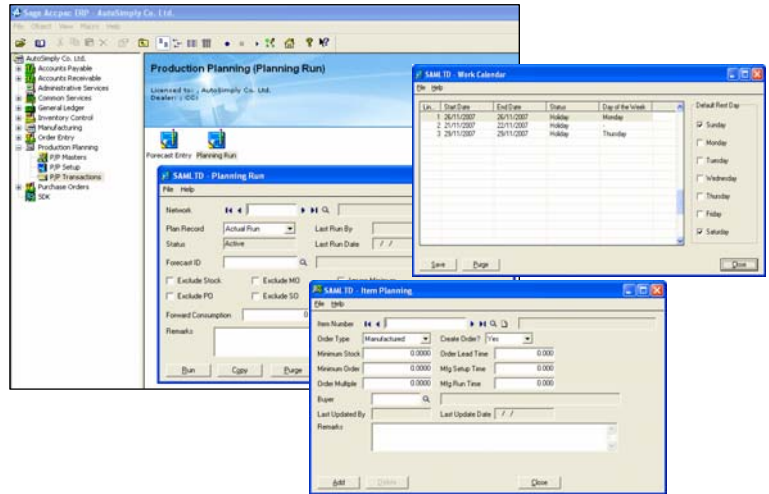 Sage Accpac ERP - AutoSimply Co. Ltd.
File Object View Macro Help
AutoSimply Co. Ltd.
Accounts Payable
Accounts Receivable
Administrative Services
Common Services
General Ledger
Inventory Control
Manufacturing
Order Entry
Production Planning
P/P Masters
P/P Setup
P/P Transactions
Purchase Orders
SDK
Production Planning (Planning Run)
Licensed to: , AutoSimply Co. Ltd.
Dealer: , CCI
Forecast Entry Planning Run
SAMLTD - Planning Run
File Help
Network
Plan Record Actual Run Last Run By
Status Active Last Run Date / /
Forecast ID
Exclude Stock Exclude MO
Exclude PO Exclude SO
Forward Consumption 0
Remarks
Run Copy Purge
SAMLTD - Work Calendar
File Help
Lin... Start Date End Date Status Day of the Week
1 26/11/2007 26/11/2007 Holiday Monday
2 21/11/2007 22/11/2007 Holiday -
3 29/11/2007 29/11/2007 Holiday Thursday
Default Rest Day
Sunday
Monday
Tuesday
Wednesday
Thursday
Friday
Saturday
Save Purge Close
SAMLTD - Item Planning
File Help
Item Number
Order Type Manufactured Create Order? Yes
Minimum Stock 0.0000 Order Lead Time 0.000
Minimum Order 0.0000 Mfg Setup Time 0.000
Order Multiple 0.0000 Mfg Run Time 0.000
Buyer
Last Updated By Last Update Date / /
Remarks
Add Delete Close